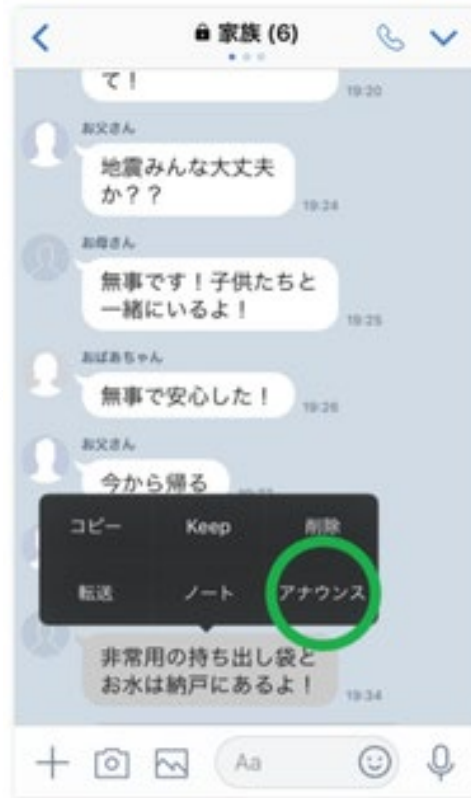 家族 (6)
て！
19:20
お父さん
地震みんな大丈夫
か？？
19:24
お母さん
無事です！子供たちと
一緒にいるよ！
19:25
おばあちゃん
無事で安心した！
19:26
お父さん
今から帰る
コピー
Keep
削除
転送
ノート
アナウンス
非常用の持ち出し袋と
お水は納戸にあるよ！
19:34
Aa